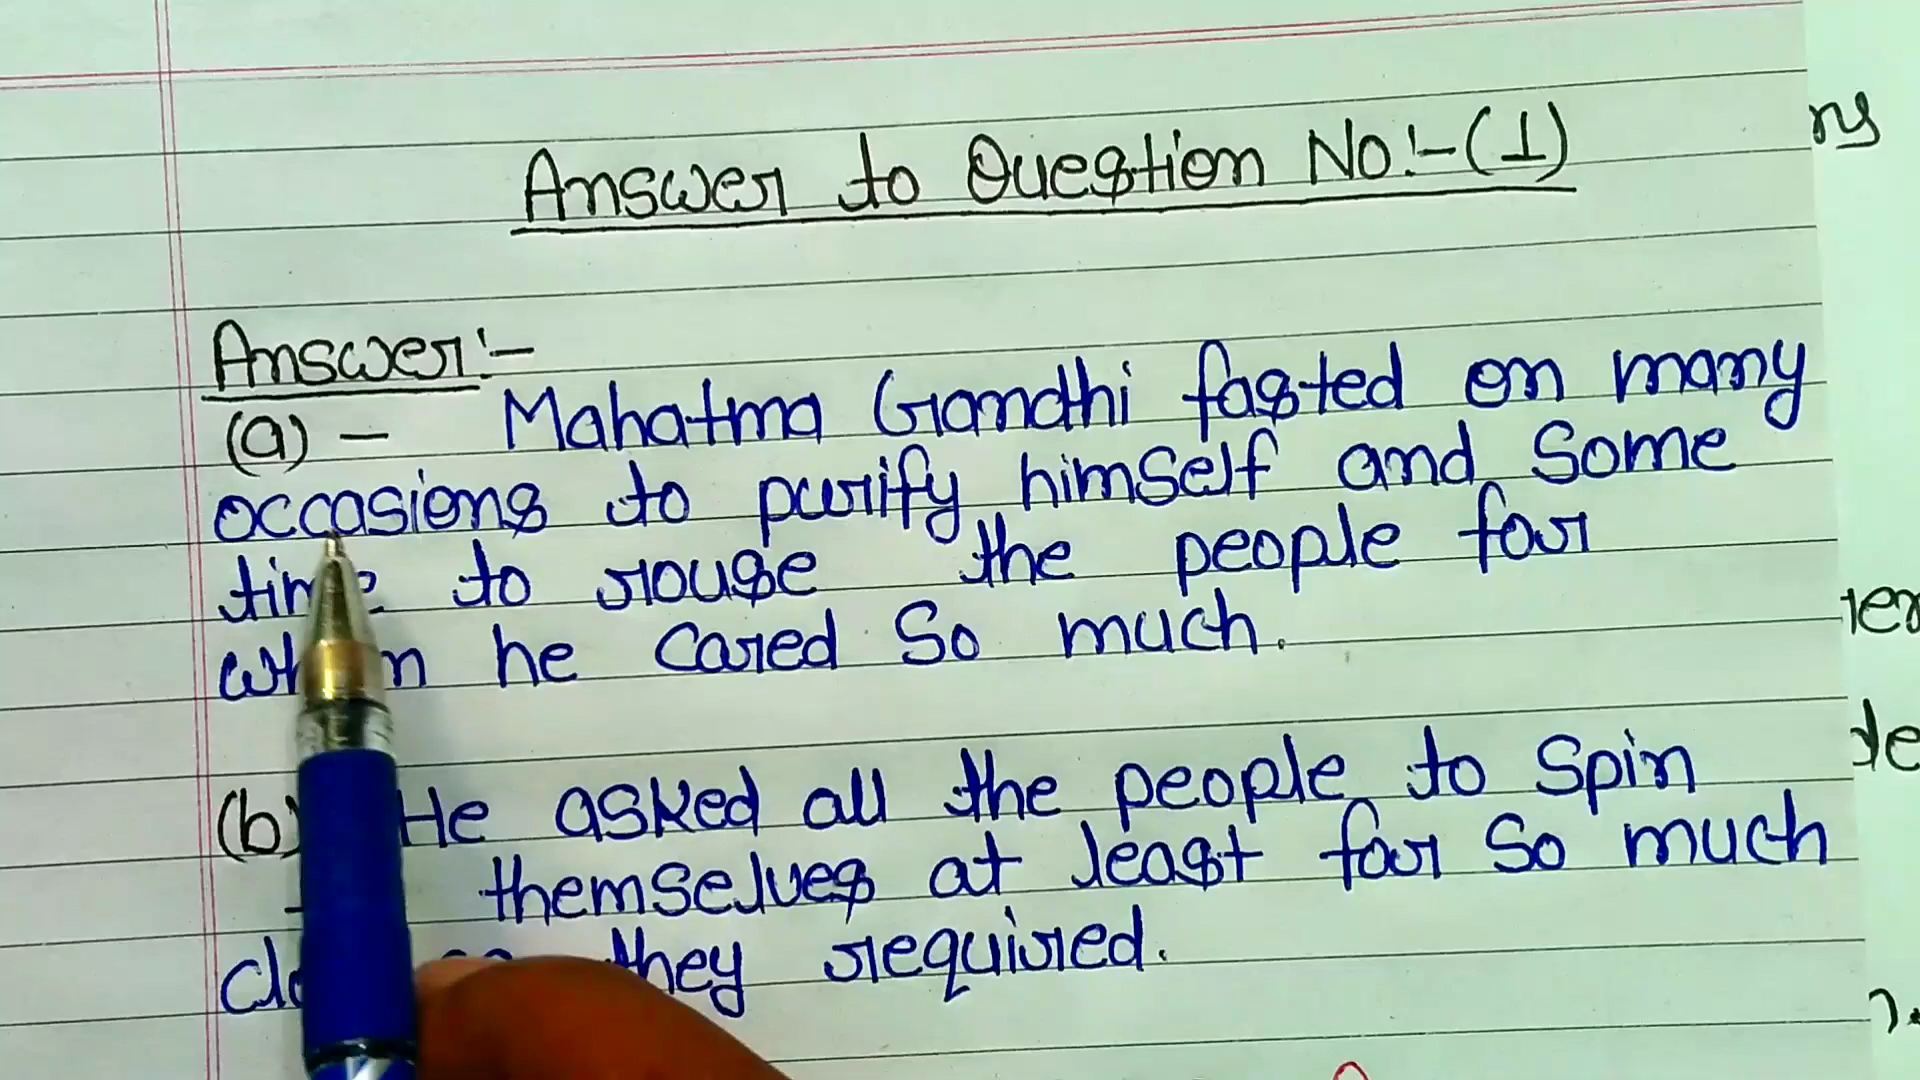 Answer to Question No:-(1)
Answer:-
(a) - Mahatma Gandhi fasted on many
occasions to purify himself and Some
time to rouse the people for
he cared So much.
(b) He asked all the people to Spin
themselves at least for So much
they required.